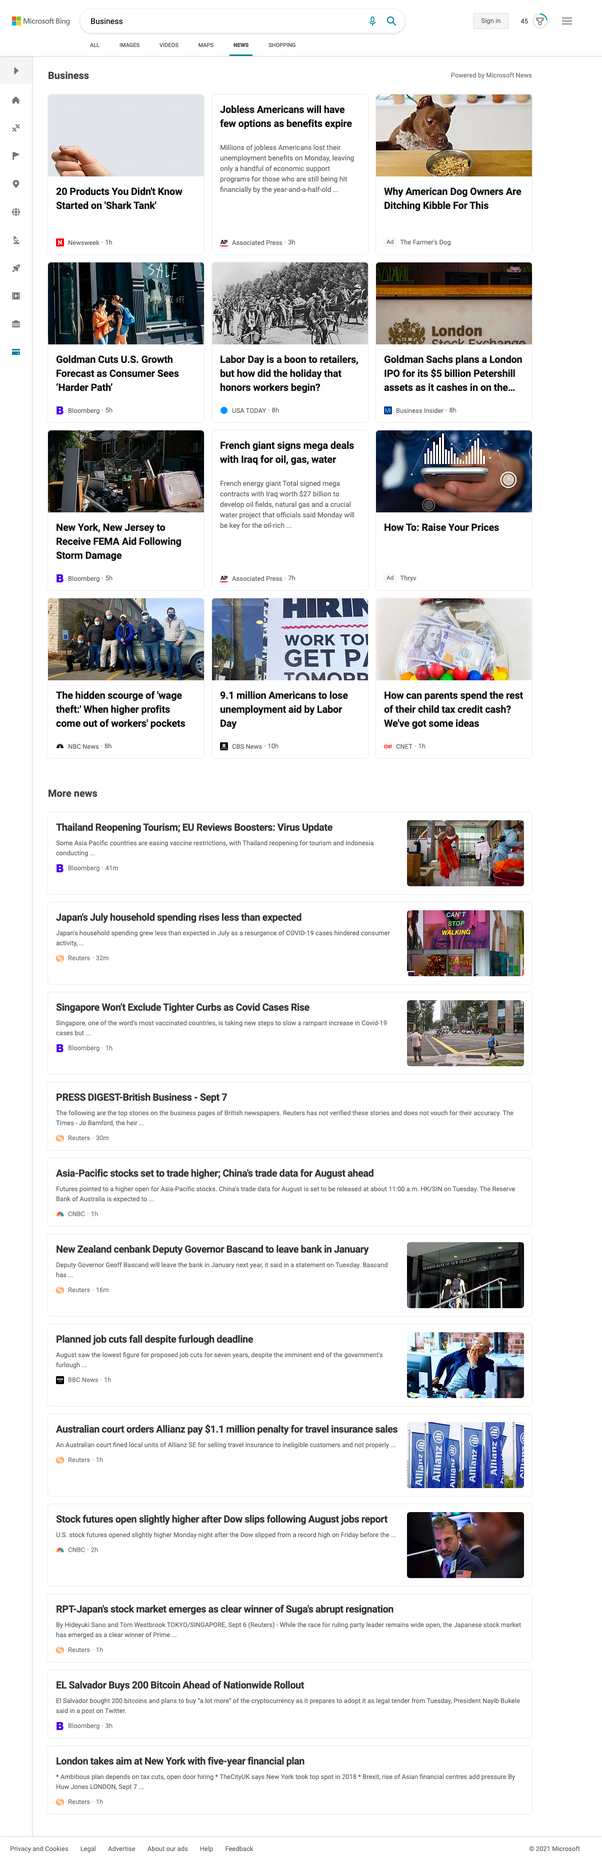 Microsoft Bing
Business
Sign in
45
ALL IMAGES VIDEOS MAPS NEWS SHOPPING
Business
Powered by Microsoft News
20 Products You Didn't Know
Started on 'Shark Tank'
Newsweek · 1h
Jobless Americans will have
few options as benefits expire
Millions of jobless Americans lost their
unemployment benefits on Monday, leaving
only a handful of economic support
programs for those who are still being hit
financially by the year-and-a-half-old ...
AP Associated Press · 3h
Why American Dog Owners Are
Ditching Kibble For This
Ad The Farmer's Dog
SALE
Goldman Cuts U.S. Growth
Forecast as Consumer Sees
'Harder Path'
B Bloomberg · 5h
Labor Day is a boon to retailers,
but how did the holiday that
honors workers begin?
USA TODAY · 8h
London
Stock Exchange
Goldman Sachs plans a London
IPO for its $5 billion Petershill
assets as it cashes in on the...
BI Business Insider · 8h
New York, New Jersey to
Receive FEMA Aid Following
Storm Damage
B Bloomberg · 5h
French giant signs mega deals
with Iraq for oil, gas, water
French energy giant Total signed mega
contracts with Iraq worth $27 billion to
develop oil fields, natural gas and a crucial
water project that officials said Monday will
be key for the oil-rich ...
AP Associated Press · 7h
How To: Raise Your Prices
Ad Thryv
The hidden scourge of 'wage
theft:' When higher profits
come out of workers' pockets
NBC News · 8h
HIRIN
WORK TO
GET PA
TOMORR
9.1 million Americans to lose
unemployment aid by Labor
Day
CBS News · 10h
How can parents spend the rest
of their child tax credit cash?
We've got some ideas
CNET · 1h
More news
Thailand Reopening Tourism; EU Reviews Boosters: Virus Update
Some Asia Pacific countries are easing vaccine restrictions, with Thailand reopening for tourism and Indonesia
conducting ...
B Bloomberg · 41m
Japan's July household spending rises less than expected
Japan's household spending grew less than expected in July as a resurgence of COVID-19 cases hindered consumer
activity, ...
Reuters · 32m
CAN'T
STOP
WALKING
Singapore Won't Exclude Tighter Curbs as Covid Cases Rise
Singapore, one of the word's most vaccinated countries, is taking new steps to slow a rampant increase in Covid-19
cases but ...
B Bloomberg · 1h
PRESS DIGEST-British Business - Sept 7
The following are the top stories on the business pages of British newspapers. Reuters has not verified these stories and does not vouch for their accuracy. The
Times - Jo Bamford, the heir ...
Reuters · 30m
Asia-Pacific stocks set to trade higher; China's trade data for August ahead
Futures pointed to a higher open for Asia-Pacific stocks. China's trade data for August is set to be released at about 11:00 a.m. HK/SIN on Tuesday. The Reserve
Bank of Australia is expected to ...
CNBC · 1h
New Zealand cenbank Deputy Governor Bascand to leave bank in January
Deputy Governor Geoff Bascand will leave the bank in January next year, it said in a statement on Tuesday. Bascand
has ...
Reuters · 16m
Planned job cuts fall despite furlough deadline
August saw the lowest figure for proposed job cuts for seven years, despite the imminent end of the government's
furlough ...
BBC News · 1h
Australian court orders Allianz pay $1.1 million penalty for travel insurance sales
An Australian court fined local units of Allianz SE for selling travel insurance to ineligible customers and not properly ...
Reuters · 1h
Allianz
Allianz
Allianz
Allianz
Stock futures open slightly higher after Dow slips following August jobs report
U.S. stock futures opened slightly higher Monday night after the Dow slipped from a record high on Friday before the ...
CNBC · 2h
RPT-Japan's stock market emerges as clear winner of Suga's abrupt resignation
By Hideyuki Sano and Tom Westbrook TOKYO/SINGAPORE, Sept 6 (Reuters) - While the race for ruling party leader remains wide open, the Japanese stock market
has emerged as a clear winner of Prime ...
Reuters · 1h
EL Salvador Buys 200 Bitcoin Ahead of Nationwide Rollout
El Salvador bought 200 bitcoins and plans to buy "a lot more" of the cryptocurrency as it prepares to adopt it as legal tender from Tuesday, President Nayib Bukele
said in a post on Twitter.
B Bloomberg · 3h
London takes aim at New York with five-year financial plan
* Ambitious plan depends on tax cuts, open door hiring * TheCityUK says New York took top spot in 2018 * Brexit, rise of Asian financial centres add pressure By
Huw Jones LONDON, Sept 7 ...
Reuters · 1h
Privacy and Cookies Legal Advertise About our ads Help Feedback
© 2021 Microsoft